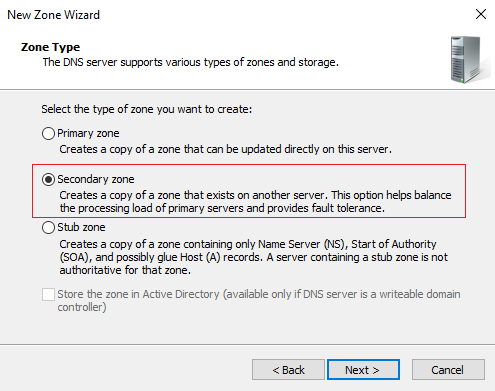 New Zone Wizard
Zone Type
The DNS server supports various types of zones and storage.
Select the type of zone you want to create:
Primary zone
Creates a copy of a zone that can be updated directly on this server.
Secondary zone
Creates a copy of a zone that exists on another server. This option helps balance
the processing load of primary servers and provides fault tolerance.
Stub zone
Creates a copy of a zone containing only Name Server (NS), Start of Authority
(SOA), and possibly glue Host (A) records. A server containing a stub zone is not
authoritative for that zone.
Store the zone in Active Directory (available only if DNS server is a writeable domain
controller)
< Back Next > Cancel